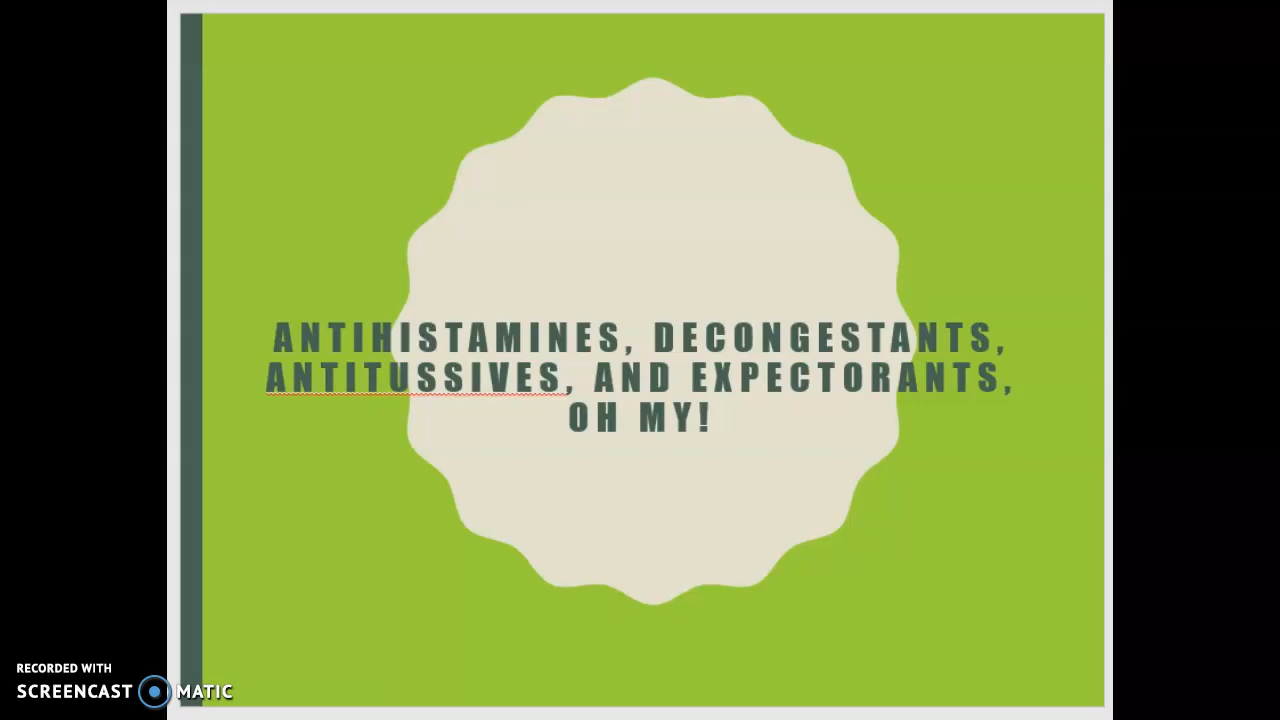 ANTIHISTAMINES, DECONGESTANTS,
ANTITUSSIVES, AND EXPECTORANTS,
OH MY!
RECORDED WITH
SCREENCAST MATIC